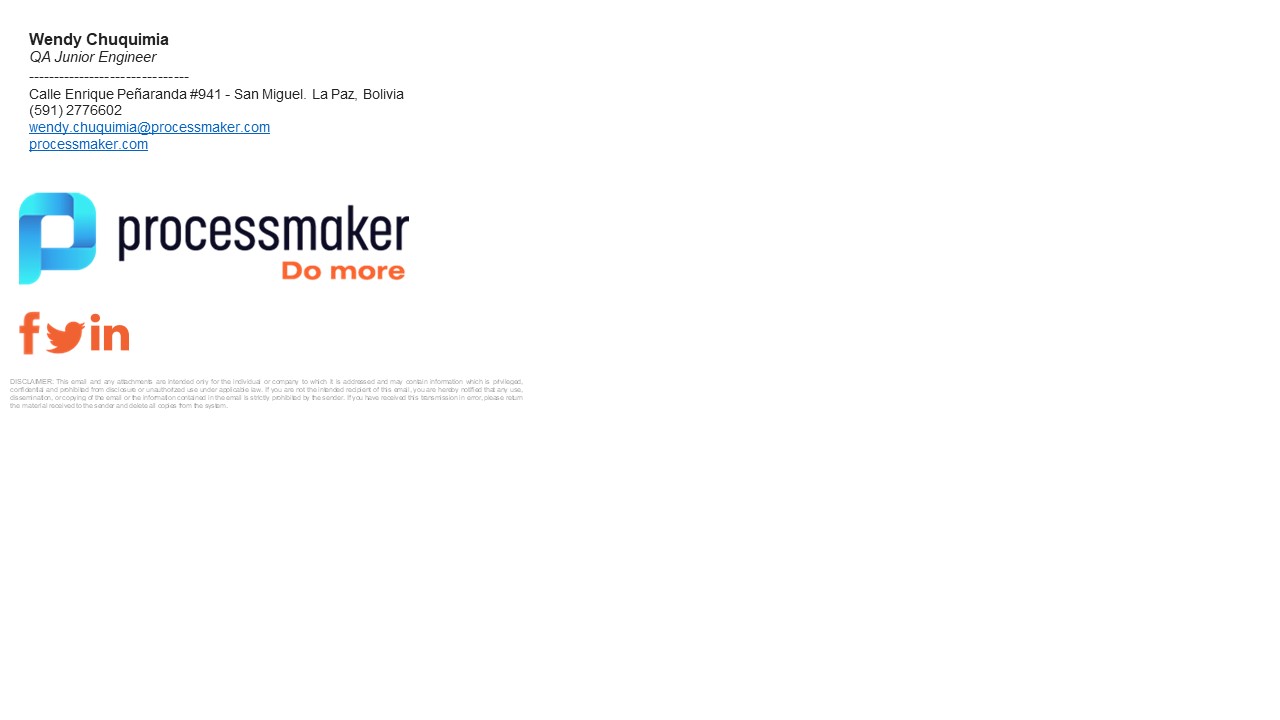 Wendy Chuquimia
QA Junior Engineer
--------------------------------
Calle Enrique Peñaranda #941 - San Miguel. La Paz, Bolivia
(591) 2776602
wendy.chuquimia@processmaker.com
processmaker.com
processmaker
Do more
f in
DISCLAIMER: This email and any attachments are intended only for the individual or company to which it is addressed and may contain information which is privileged,
confidential and prohibited from disclosure or unauthorized use under applicable law. If you are not the intended recipient of this email, you are hereby notified that any use,
dissemination, or copying of the email or the information contained in the email is strictly prohibited by the sender. If you have received this transmission in error, please return
the material received to the sender and delete all copies from the system.